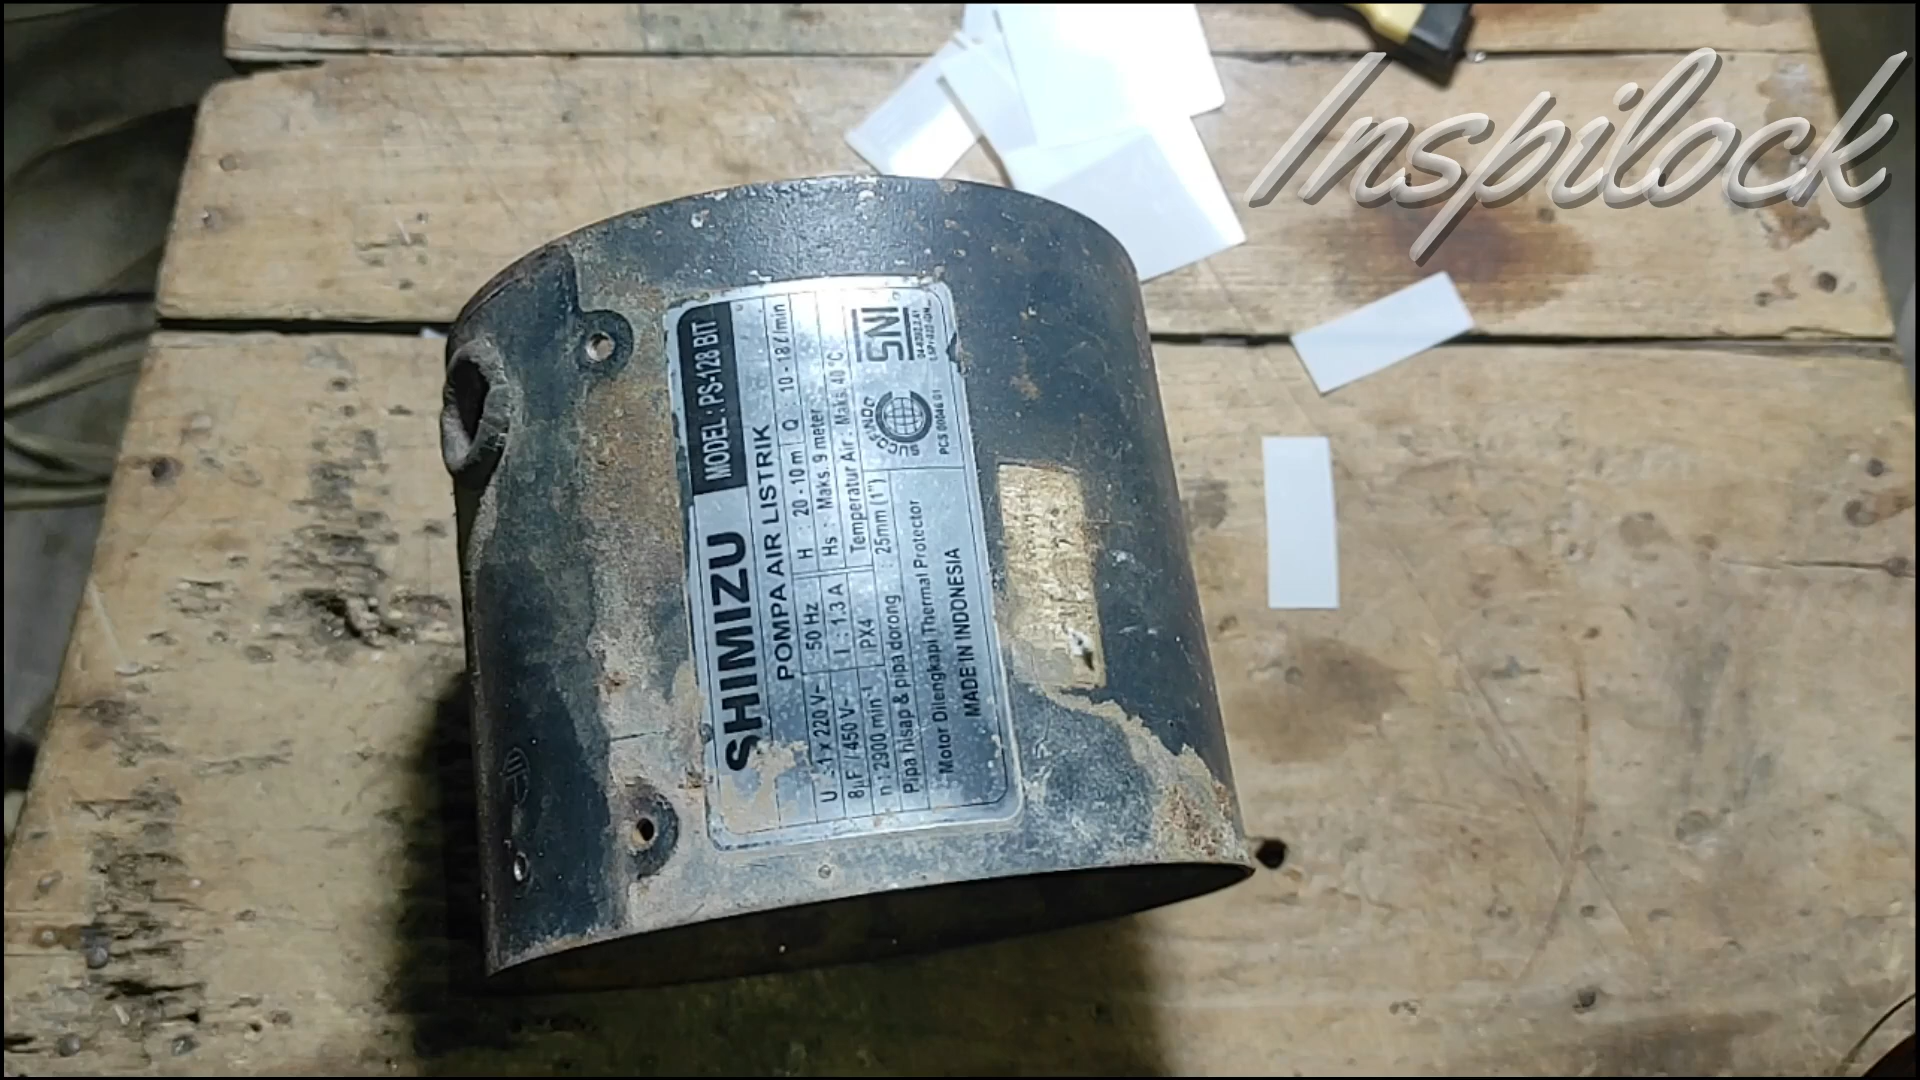 Inspilock
SHIMIZU MODEL : PS-128 BIT
POMPA AIR LISTRIK
U : 1 x 220 V~ 50 Hz H : 20 - 10 m Q : 10 - 18 ℓ/min
8µF / 450 V~ I : 1.3 A Hs : Maks. 9 meter
n : 2900 min⁻¹ IPX4 Temperatur Air : Maks. 40 °C
Pipa hisap & pipa dorong : 25mm (1")
Motor Dilengkapi Thermal Protector
MADE IN INDONESIA
SUCOFINDO
PCS 00046.01
SNI